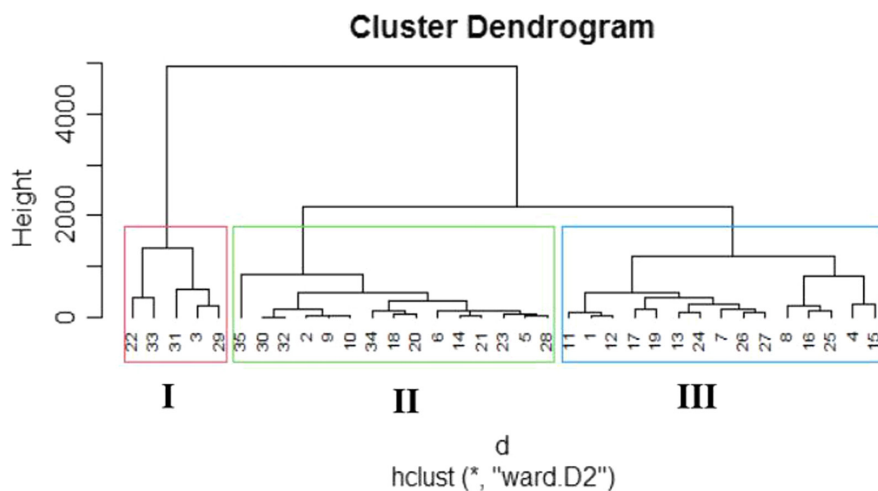 Cluster Dendrogram
Height
0 2000 4000
22 33 31 3 29 35 30 32 2 9 10 34 18 20 6 14 21 23 5 28 11 1 12 17 19 13 24 7 26 27 8 16 25 4 15
I II III
d
hclust (*, "ward.D2")